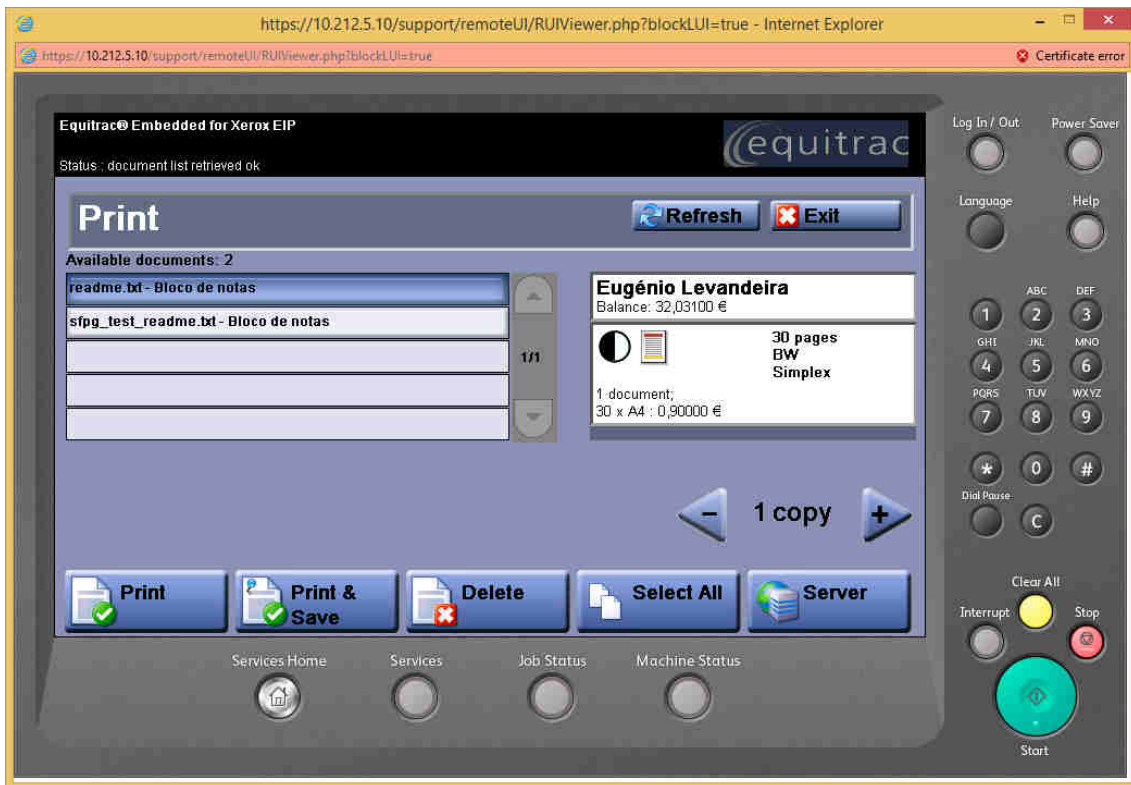 https://10.212.5.10/support/remoteUI/RUIViewer.php?blockLUI=true - Internet Explorer
https://10.212.5.10/support/remoteUI/RUIViewer.php?blockLUI=true
Certificate error
Equitrac® Embedded for Xerox EIP
equitrac
Status : document list retrieved ok
Print
Refresh
Exit
Available documents: 2
readme.txt - Bloco de notas
sfpg_test_readme.txt - Bloco de notas
1/1
Eugénio Levandeira
Balance: 32,03100 €
30 pages
BW
Simplex
1 document;
30 x A4 : 0,90000 €
- 1 copy +
Print
Print &
Save
Delete
Select All
Server
Services Home
Services
Job Status
Machine Status
Log In / Out
Power Saver
Language
Help
ABC DEF
1 2 3
GHI JKL MNO
4 5 6
PQRS TUV WXYZ
7 8 9
* 0 #
Dial Pause
C
Clear All
Interrupt
Stop
Start